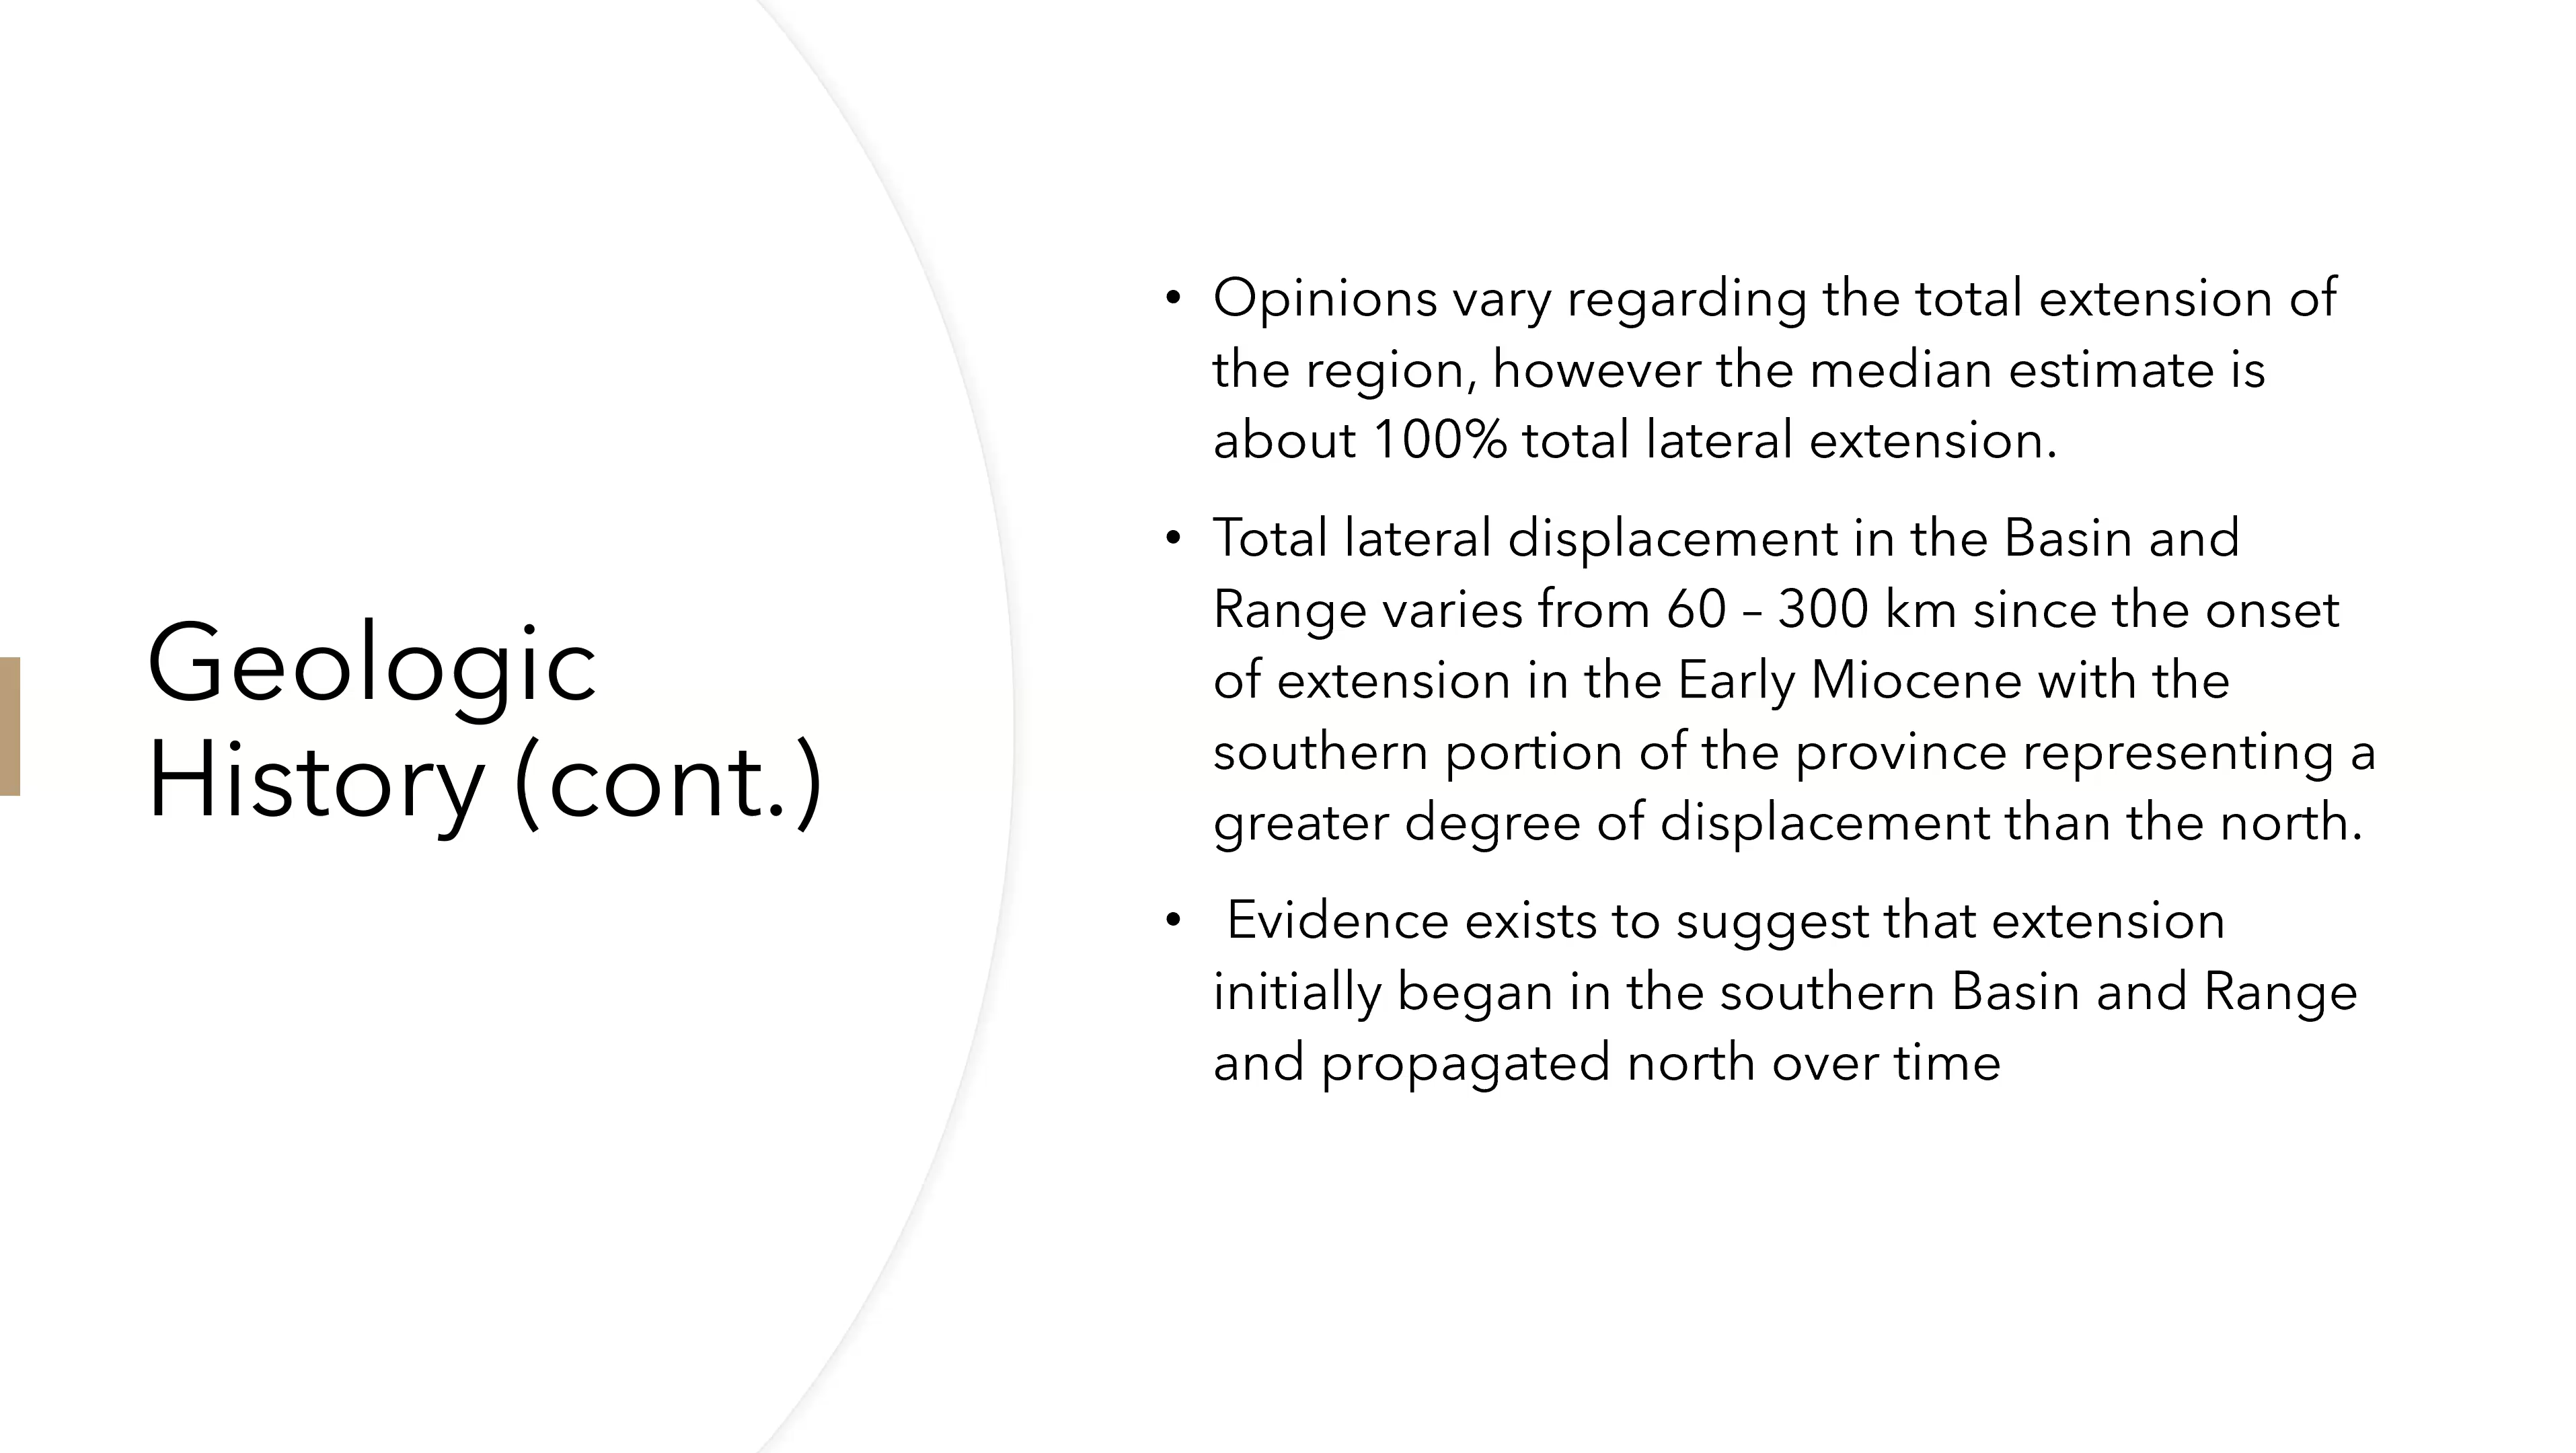 Geologic
History (cont.)
• Opinions vary regarding the total extension of
the region, however the median estimate is
about 100% total lateral extension.
• Total lateral displacement in the Basin and
Range varies from 60 – 300 km since the onset
of extension in the Early Miocene with the
southern portion of the province representing a
greater degree of displacement than the north.
• Evidence exists to suggest that extension
initially began in the southern Basin and Range
and propagated north over time